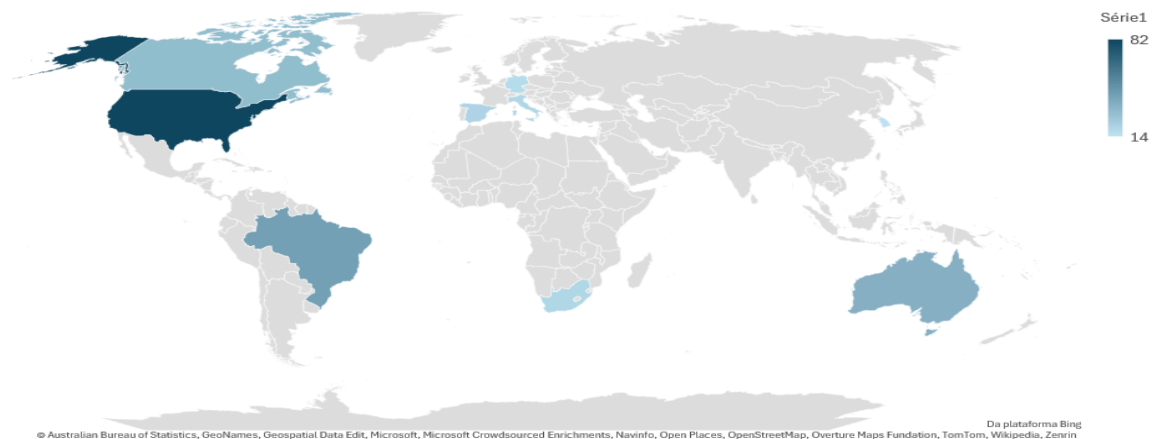 Série1
82
14
Da plataforma Bing
© Australian Bureau of Statistics, GeoNames, Geospatial Data Edit, Microsoft, Microsoft Crowdsourced Enrichments, Navinfo, Open Places, OpenStreetMap, Overture Maps Fundation, TomTom, Wikipedia, Zenrin